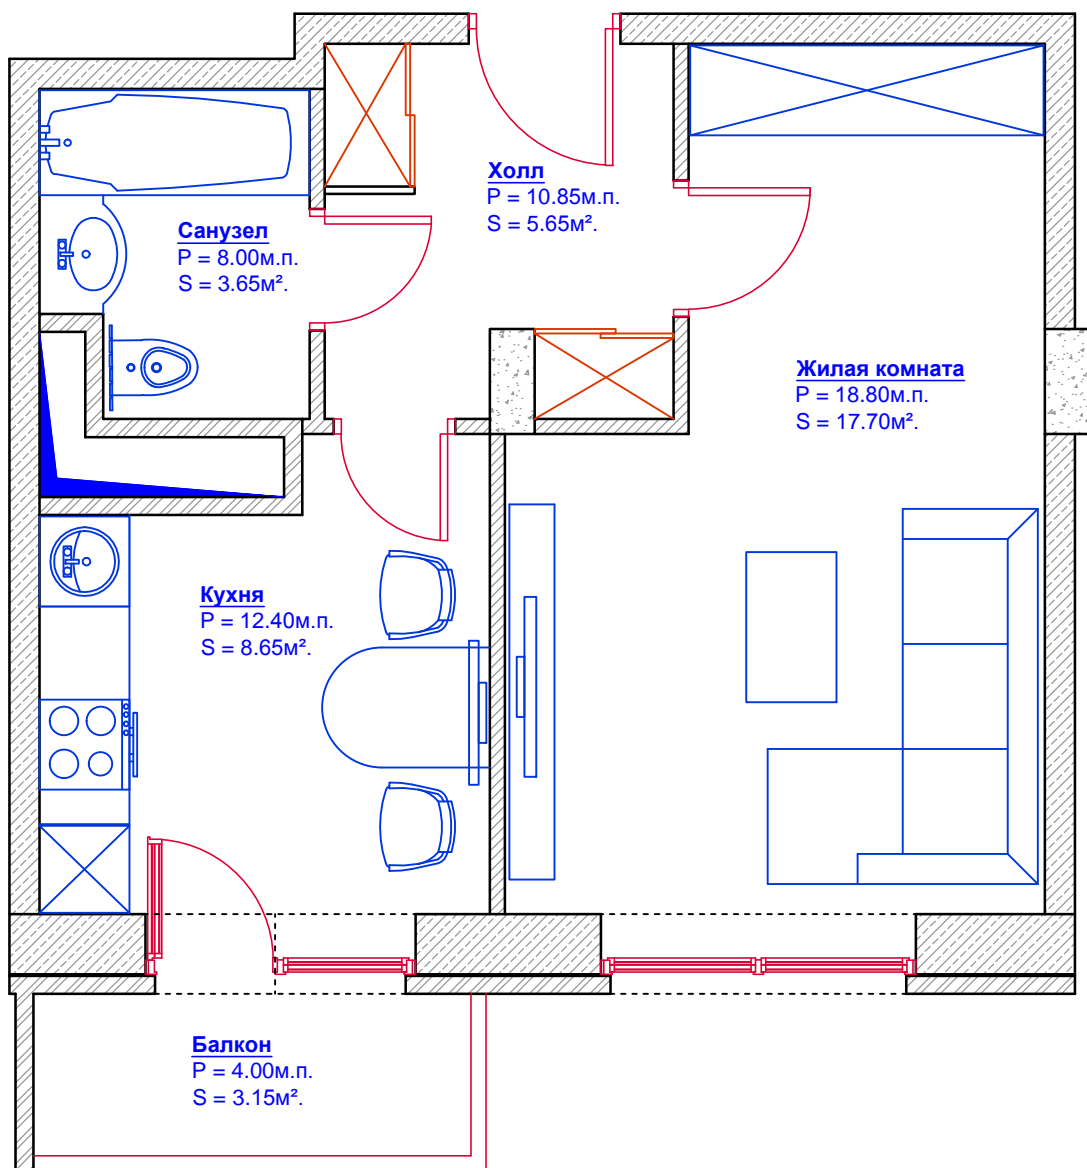 Холл
P = 10.85м.п.
S = 5.65м².
Санузел
P = 8.00м.п.
S = 3.65м².
Жилая комната
P = 18.80м.п.
S = 17.70м².
Кухня
P = 12.40м.п.
S = 8.65м².
Балкон
P = 4.00м.п.
S = 3.15м².